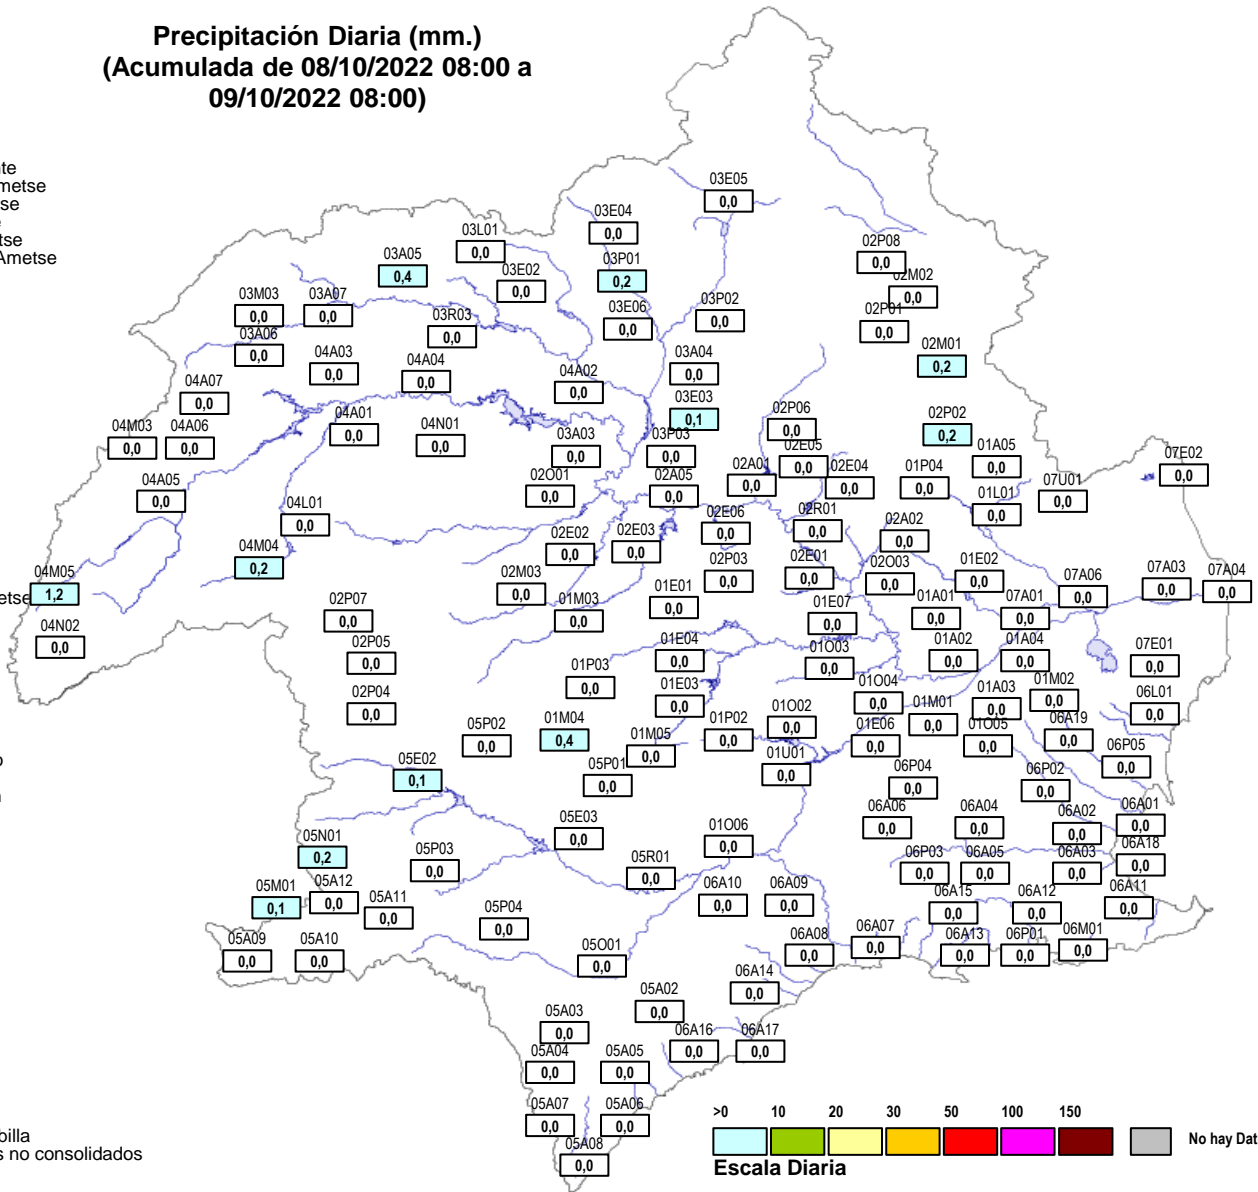 Precipitación Diaria (mm.)
(Acumulada de 08/10/2022 08:00 a
09/10/2022 08:00)
03E05
0,0
03E04
0,0
03L01
0,0
03A05
0,4
03E02
0,0
03P01
0,2
02P08
0,0
02M02
0,0
03M03
0,0
03A07
0,0
03R03
0,0
03E06
0,0
03P02
0,0
02P01
0,0
03A06
0,0
04A03
0,0
04A04
0,0
04A02
0,0
03A04
0,0
02M01
0,2
04A07
0,0
04A01
0,0
04N01
0,0
03E03
0,1
02P06
0,0
02P02
0,2
04M03
0,0
04A06
0,0
03A03
0,0
03P03
0,0
02E05
0,0
01A05
0,0
07E02
0,0
04A05
0,0
02O01
0,0
02A05
0,0
02A01
0,0
02E04
0,0
01P04
0,0
07U01
0,0
04L01
0,0
01L01
0,0
02E06
0,0
02R01
0,0
02A02
0,0
04M04
0,2
02E02
0,0
02E03
0,0
04M05
1,2
02M03
0,0
02P03
0,0
02E01
0,0
02O03
0,0
01E02
0,0
07A06
0,0
07A03
0,0
07A04
0,0
02P07
0,0
01M03
0,0
01E01
0,0
01E07
0,0
01A01
0,0
07A01
0,0
04N02
0,0
02P05
0,0
01E04
0,0
01O03
0,0
01A02
0,0
01A04
0,0
07E01
0,0
02P04
0,0
01P03
0,0
01E03
0,0
01O04
0,0
01A03
0,0
01M02
0,0
06L01
0,0
05P02
0,0
01M04
0,4
01M05
0,0
01P02
0,0
01O02
0,0
01E06
0,0
01M01
0,0
01O05
0,0
06A19
0,0
05E02
0,1
05P01
0,0
01U01
0,0
06P04
0,0
06P02
0,0
06P05
0,0
05N01
0,2
05P03
0,0
05E03
0,0
01O06
0,0
06A06
0,0
06A04
0,0
06A02
0,0
06A01
0,0
05R01
0,0
06P03
0,0
06A05
0,0
06A03
0,0
06A18
0,0
05M01
0,1
05A12
0,0
05A11
0,0
05P04
0,0
06A10
0,0
06A09
0,0
06A15
0,0
06A12
0,0
06A11
0,0
05A09
0,0
05A10
0,0
05O01
0,0
06A08
0,0
06A07
0,0
06A13
0,0
06P01
0,0
06M01
0,0
05A02
0,0
06A14
0,0
05A03
0,0
06A16
0,0
06A17
0,0
05A04
0,0
05A05
0,0
05A07
0,0
05A06
0,0
05A08
0,0
s no consolidados
>0 10 20 30 50 100 150
No hay Dat
Escala Diaria